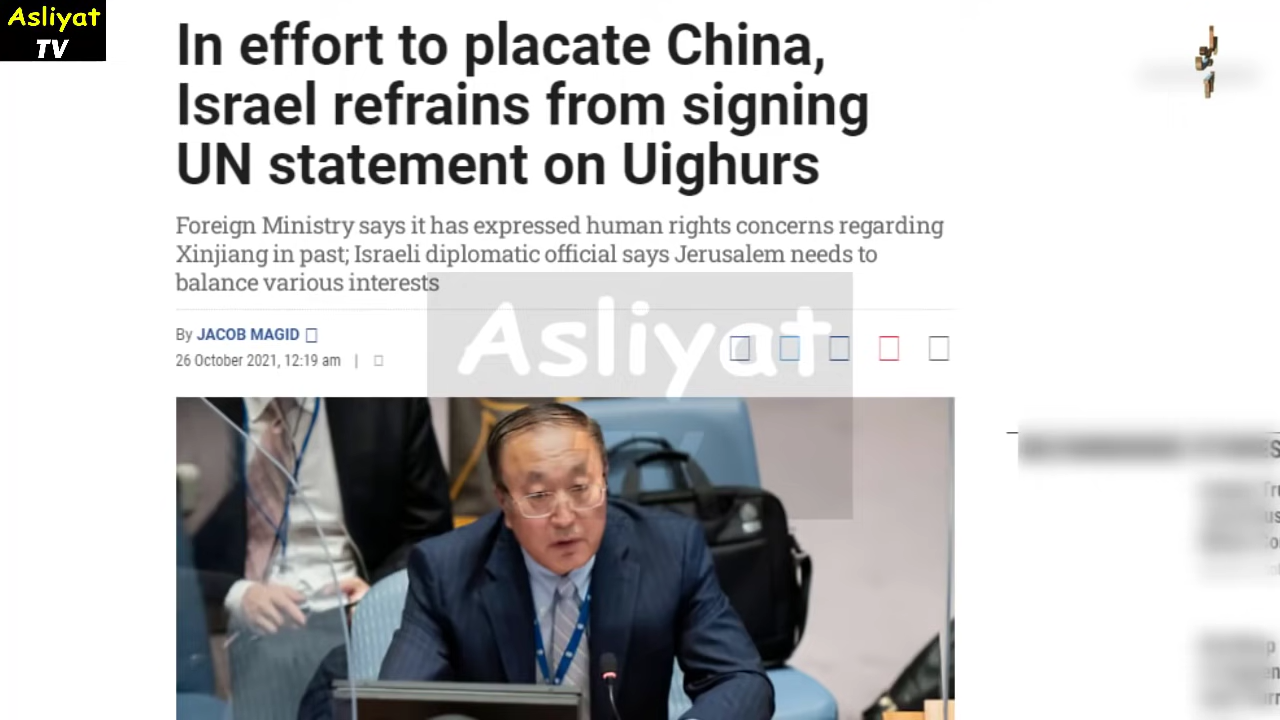 Asliyat
TV
In effort to placate China,
Israel refrains from signing
UN statement on Uighurs
Foreign Ministry says it has expressed human rights concerns regarding
Xinjiang in past; Israeli diplomatic official says Jerusalem needs to
balance various interests
By JACOB MAGID
26 October 2021, 12:19 am |
Asliyat
TV